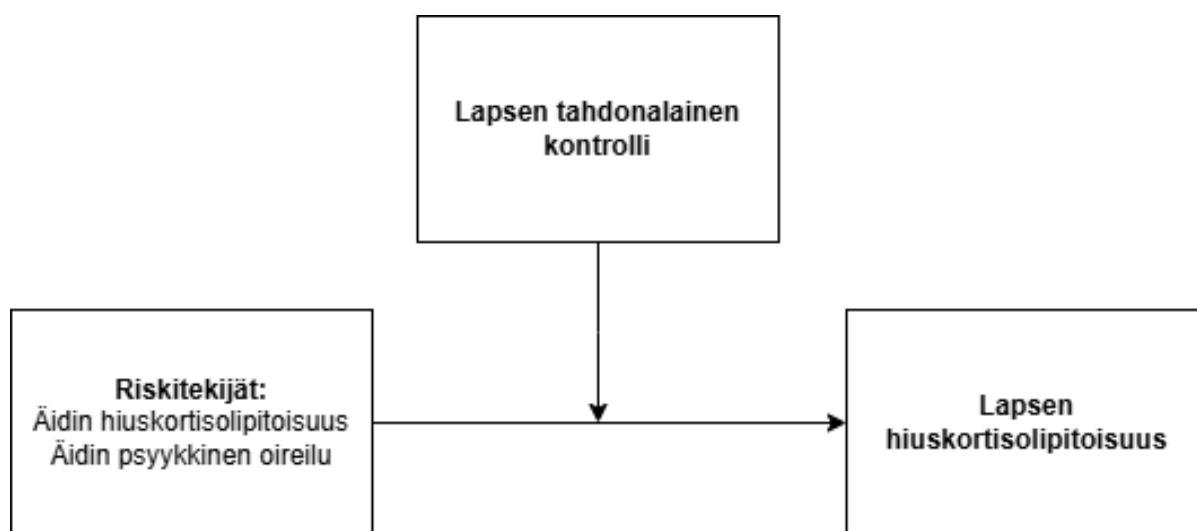 Lapsen tahdonalainen
kontrolli
Riskitekijät:
Äidin hiuskortisolipitoisuus
Äidin psyykkinen oireilu
Lapsen
hiuskortisolipitoisuus